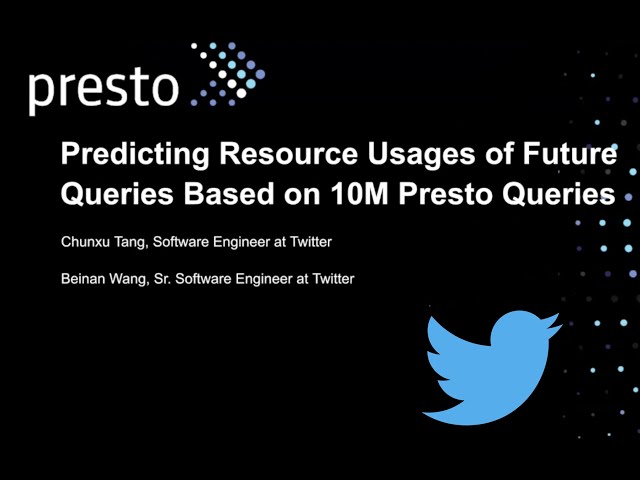 presto
Predicting Resource Usages of Future
Queries Based on 10M Presto Queries
Chunxu Tang, Software Engineer at Twitter
Beinan Wang, Sr. Software Engineer at Twitter